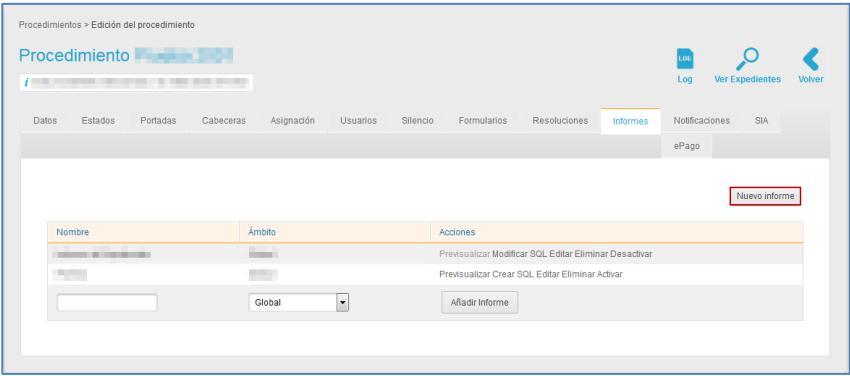 Procedimientos > Edición del procedimiento
Procedimiento
i
LOG
Log
Ver Expedientes
Volver
Datos
Estados
Portadas
Cabeceras
Asignación
Usuarios
Silencio
Formularios
Resoluciones
Informes
Notificaciones
SIA
ePago
Nuevo informe
Nombre
Ámbito
Acciones
Previsualizar Modificar SQL Editar Eliminar Desactivar
Previsualizar Crear SQL Editar Eliminar Activar
Global
Añadir Informe